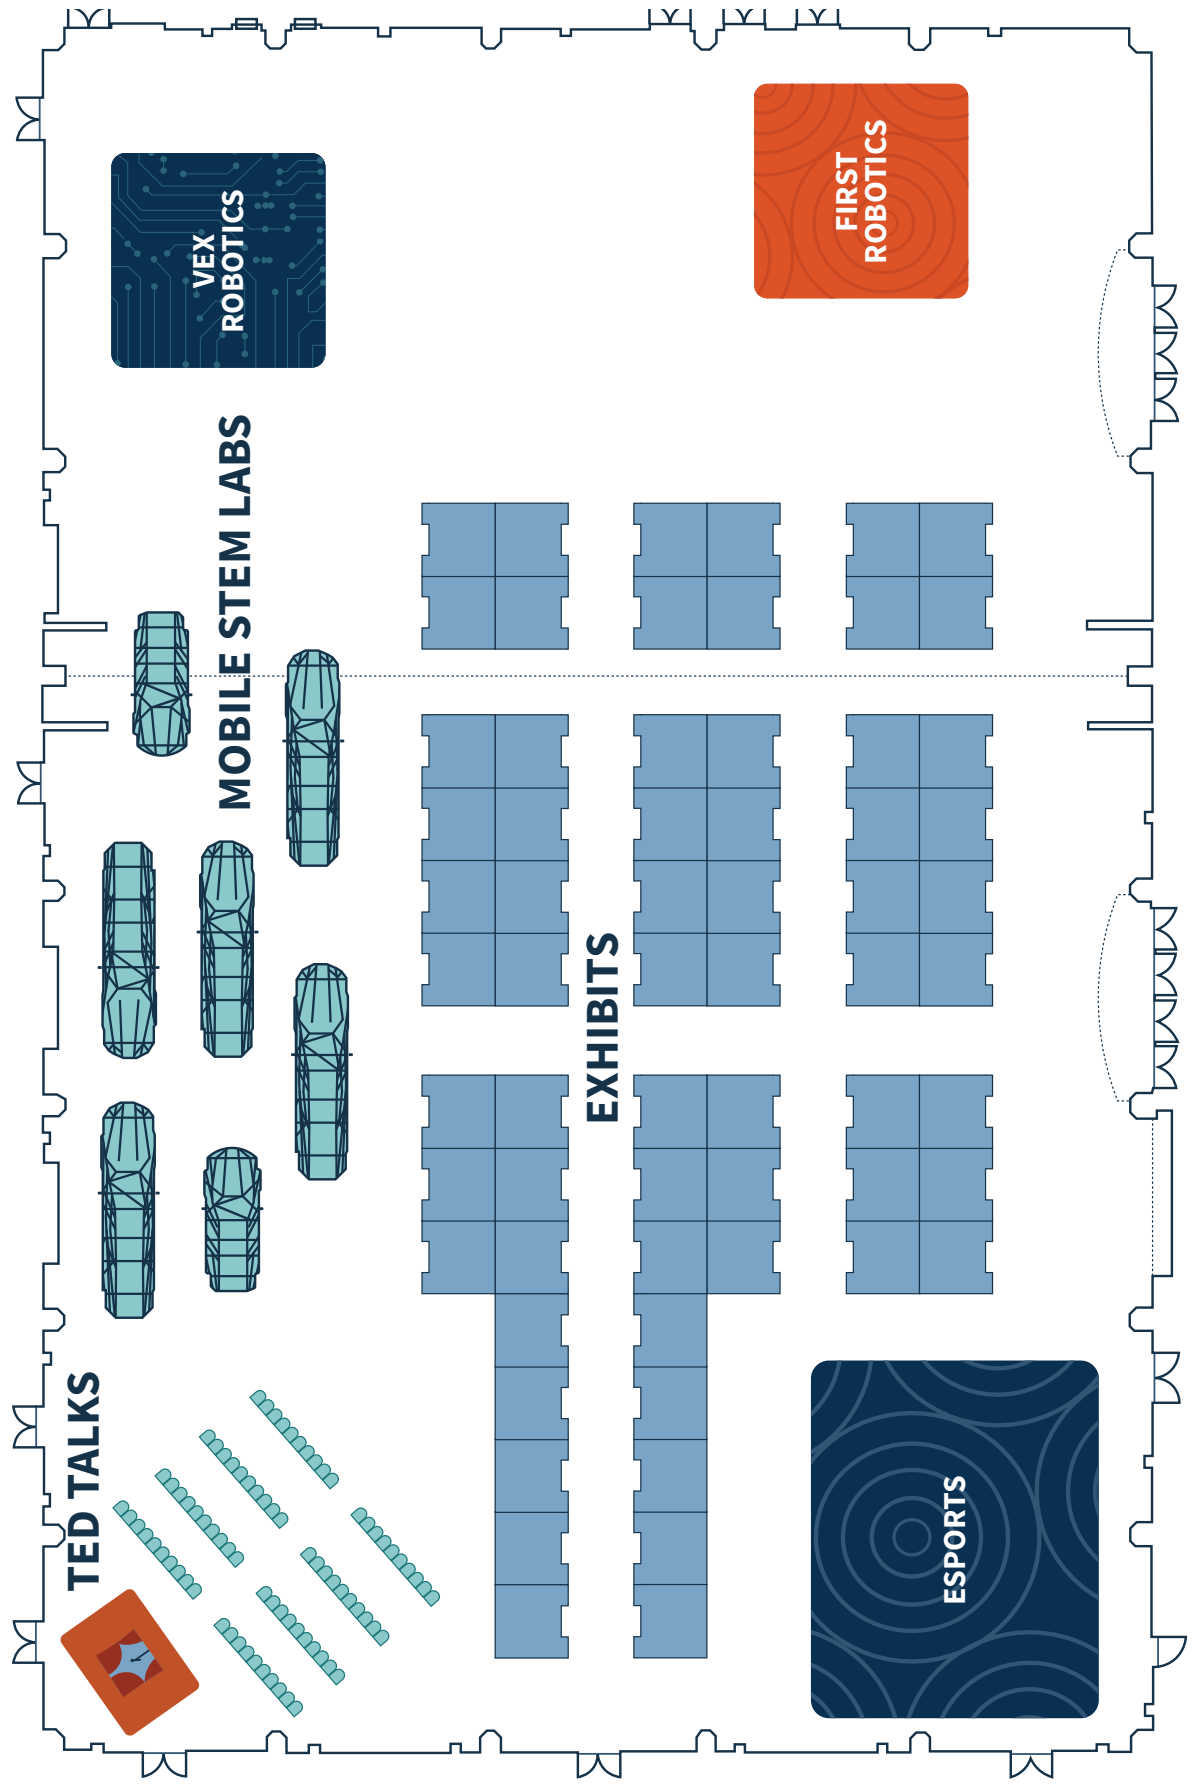 VEX
ROBOTICS
FIRST
ROBOTICS
MOBILE STEM LABS
EXHIBITS
TED TALKS
ESPORTS